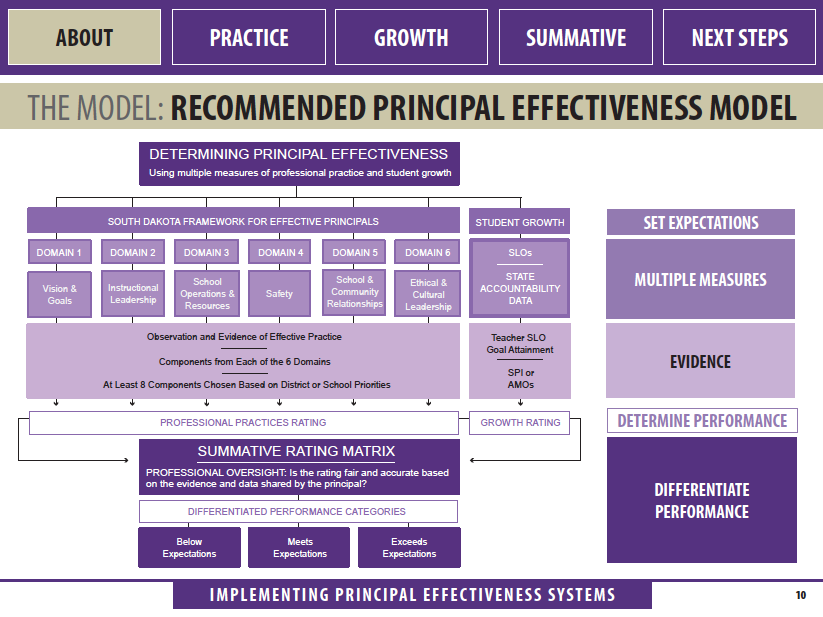 ABOUT
PRACTICE
GROWTH
SUMMATIVE
NEXT STEPS
THE MODEL: RECOMMENDED PRINCIPAL EFFECTIVENESS MODEL
DETERMINING PRINCIPAL EFFECTIVENESS
Using multiple measures of professional practice and student growth
SOUTH DAKOTA FRAMEWORK FOR EFFECTIVE PRINCIPALS
STUDENT GROWTH
SET EXPECTATIONS
DOMAIN 1
DOMAIN 2
DOMAIN 3
DOMAIN 4
DOMAIN 5
DOMAIN 6
Vision &
Goals
Instructional
Leadership
School
Operations &
Resources
Safety
School &
Community
Relationships
Ethical &
Cultural
Leadership
SLOs
STATE
ACCOUNTABILITY
DATA
MULTIPLE MEASURES
Observation and Evidence of Effective Practice
Components from Each of the 6 Domains
At Least 8 Components Chosen Based on District or School Priorities
Teacher SLO
Goal Attainment
SPI or
AMOs
EVIDENCE
PROFESSIONAL PRACTICES RATING
GROWTH RATING
DETERMINE PERFORMANCE
SUMMATIVE RATING MATRIX
PROFESSIONAL OVERSIGHT: Is the rating fair and accurate based
on the evidence and data shared by the principal?
DIFFERENTIATED PERFORMANCE CATEGORIES
Below
Expectations
Meets
Expectations
Exceeds
Expectations
DIFFERENTIATE
PERFORMANCE
IMPLEMENTING PRINCIPAL EFFECTIVENESS SYSTEMS
10